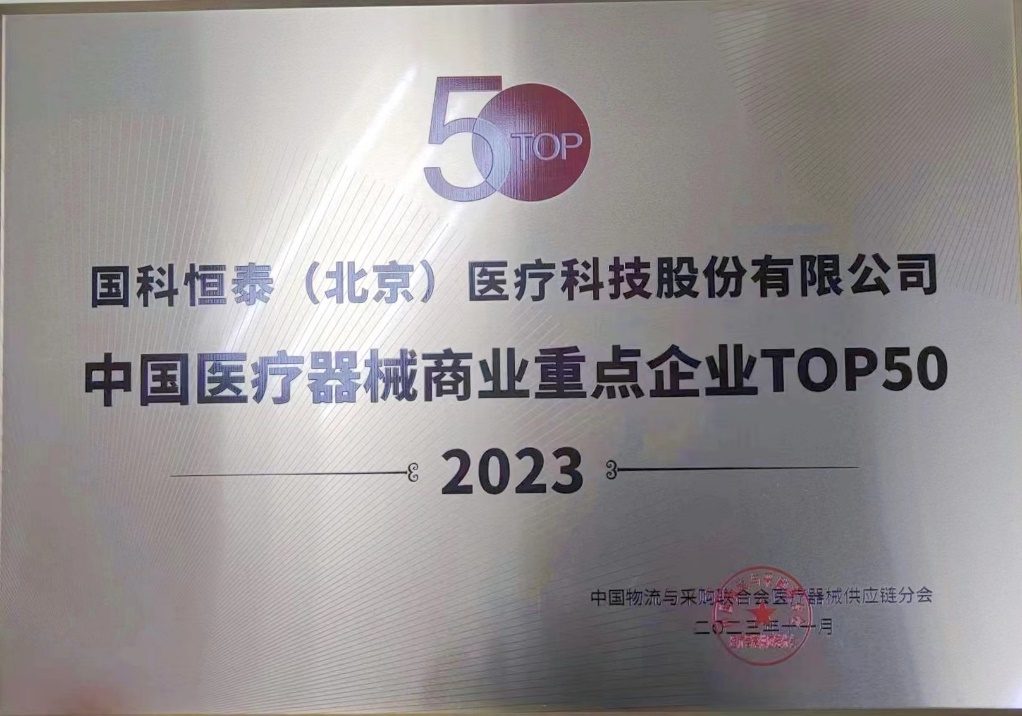 50 TOP
国科恒泰（北京）医疗科技股份有限公司
中国医疗器械商业重点企业TOP50
2023
中国物流与采购联合会医疗器械供应链分会
二〇二三年一一月